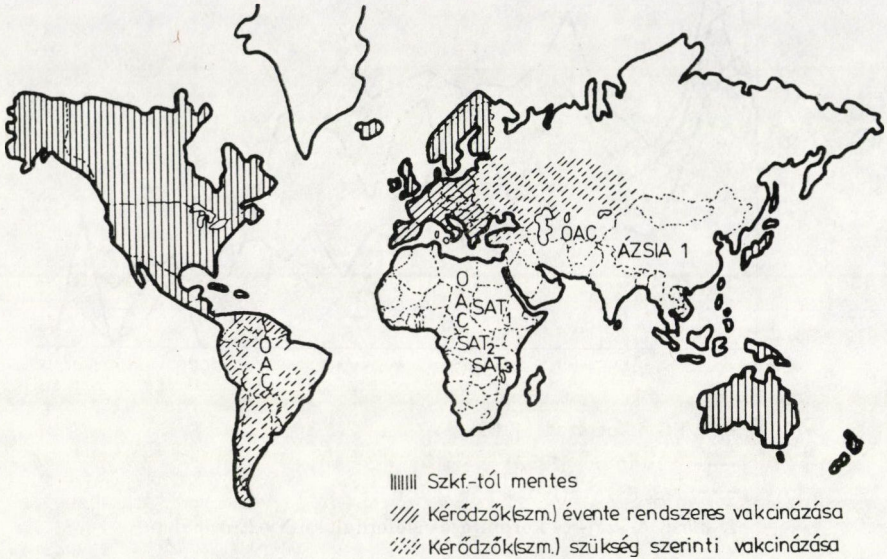 OAC
ÁZSIA 1
O
A
C
SAT1
SAT2
SAT3
O
A
C
Szkf.-tól mentes
Kérődzők(szm.) évente rendszeres vakcinázása
Kérődzők(szm.) szükség szerinti vakcinázása